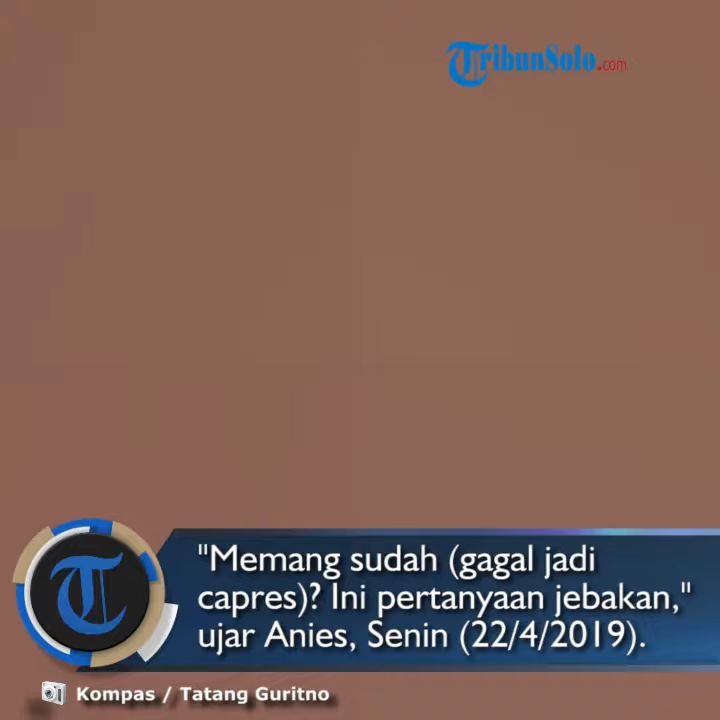 TribunSolo.com
"Memang sudah (gagal jadi
capres)? Ini pertanyaan jebakan,"
ujar Anies, Senin (22/4/2019).
T
Kompas / Tatang Guritno